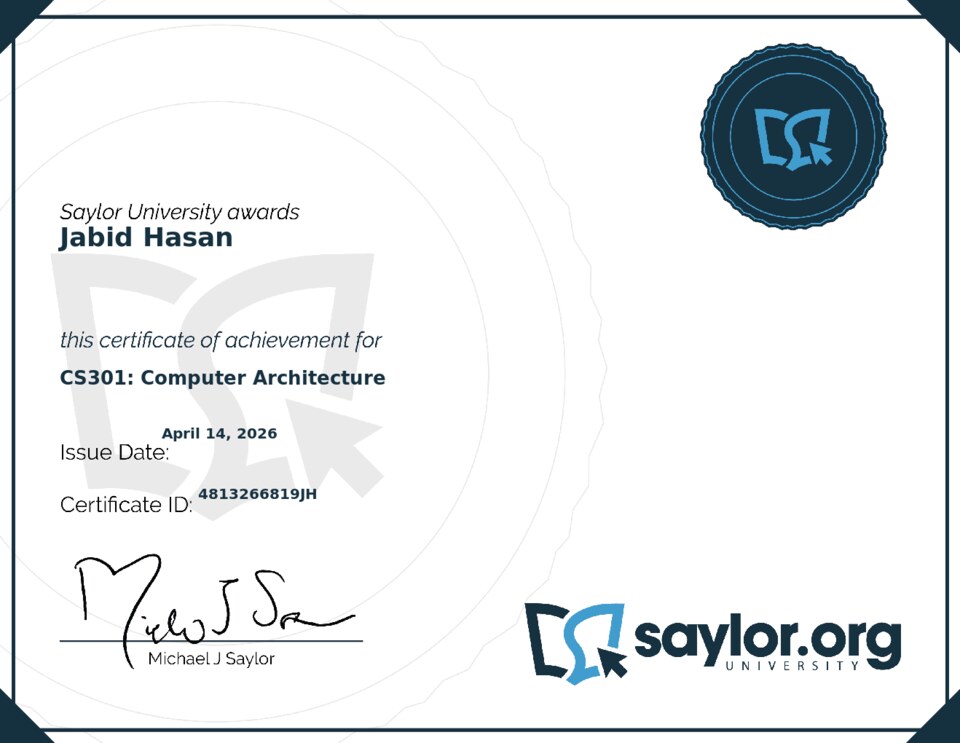 Saylor University awards
Jabid Hasan
this certificate of achievement for
CS301: Computer Architecture
April 14, 2026
Issue Date:
4813266819JH
Certificate ID:
Michael J Saylor
saylor.org
UNIVERSITY